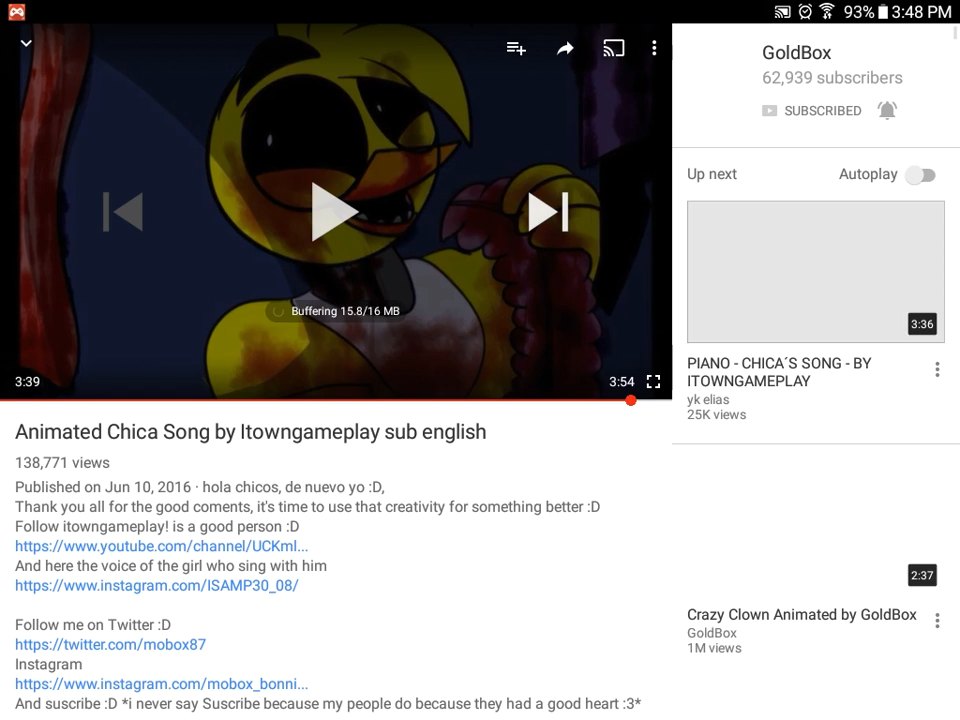 93% 3:48 PM
Buffering 15.8/16 MB
3:39
3:54
Animated Chica Song by Itowngameplay sub english
138,771 views
Published on Jun 10, 2016 · hola chicos, de nuevo yo :D,
Thank you all for the good coments, it's time to use that creativity for something better :D
Follow itowngameplay! is a good person :D
https://www.youtube.com/channel/UCKml...
And here the voice of the girl who sing with him
https://www.instagram.com/ISAMP30_08/
Follow me on Twitter :D
https://twitter.com/mobox87
Instagram
https://www.instagram.com/mobox_bonni...
And suscribe :D *i never say Suscribe because my people do because they had a good heart :3*
GoldBox
62,939 subscribers
SUBSCRIBED
Up next
Autoplay
3:36
PIANO - CHICA´S SONG - BY
ITOWNGAMEPLAY
yk elias
25K views
2:37
Crazy Clown Animated by GoldBox
GoldBox
1M views